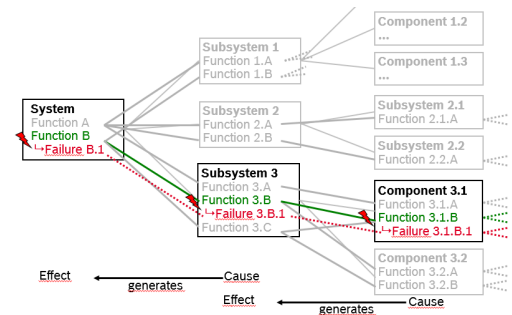 Component 1.2
...
Subsystem 1
Function 1.A
Function 1.B
Component 1.3
...
System
Function A
Function B
↳Failure B.1
Subsystem 2
Function 2.A
Function 2.B
Subsystem 2.1
Function 2.1.A
Subsystem 2.2
Function 2.2.A
Subsystem 3
Function 3.A
Function 3.B
↳Failure 3.B.1
Function 3.C
Component 3.1
Function 3.1.A
Function 3.1.B
↳Failure 3.1.B.1
Component 3.2
Function 3.2.A
Function 3.2.B
Effect
Cause
generates
Effect
Cause
generates